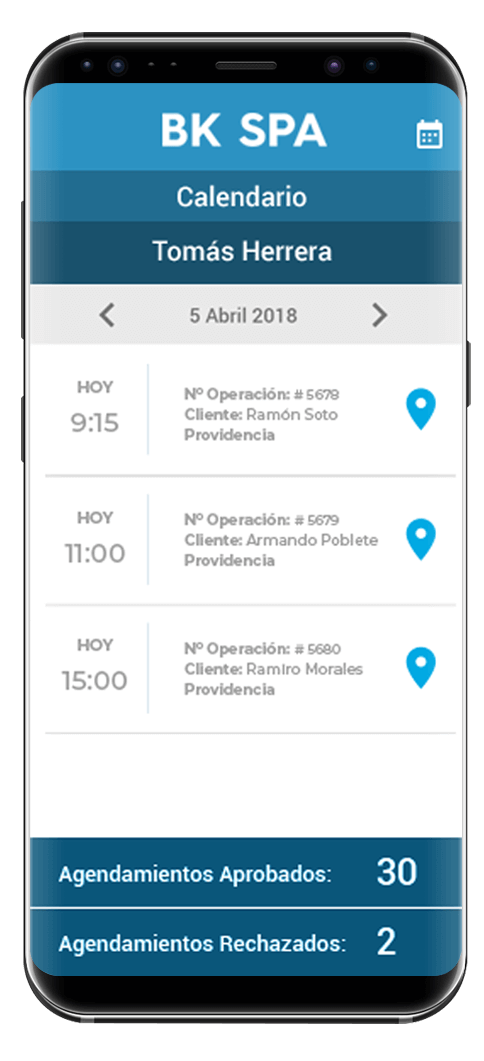 BK SPA
Calendario
Tomás Herrera
5 Abril 2018
HOY
9:15
Nº Operación: # 5678
Cliente: Ramón Soto
Providencia
HOY
11:00
Nº Operación: # 5679
Cliente: Armando Poblete
Providencia
HOY
15:00
Nº Operación: # 5680
Cliente: Ramiro Morales
Providencia
Agendamientos Aprobados: 30
Agendamientos Rechazados: 2